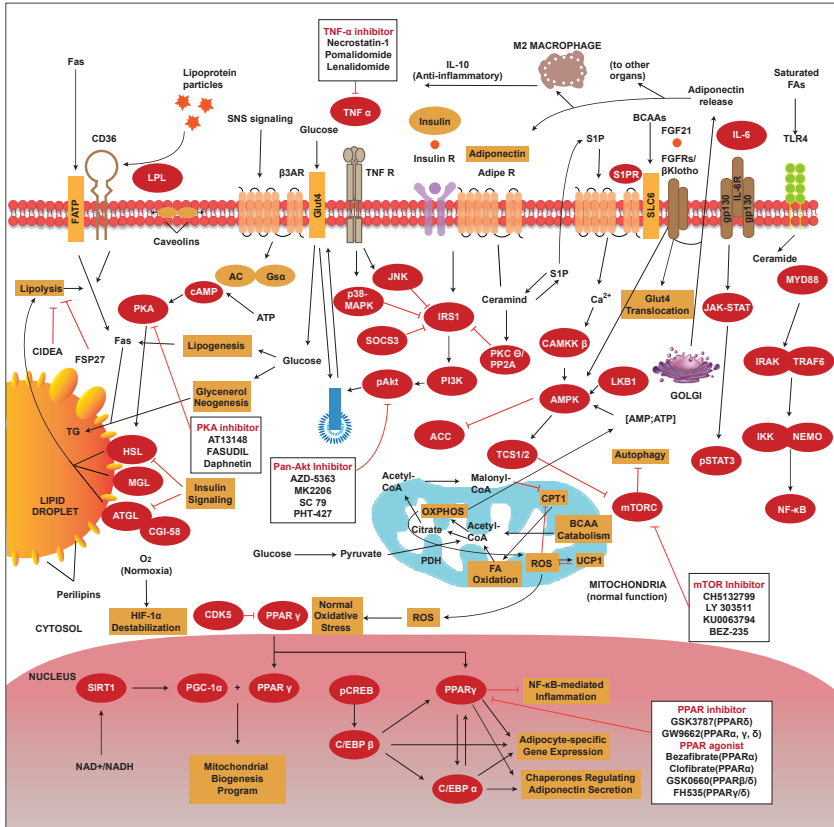 TNF-α inhibitor
Necrostatin-1
Pomalidomide
Lenalidomide
M2 MACROPHAGE
IL-10
(Anti-inflammatory)
(to other
organs)
Adiponectin
release
Saturated
FAs
Fas
Lipoprotein
particles
CD36
LPL
SNS signaling
Glucose
TNF α
Insulin
Insulin R
Adiponectin
Adipe R
S1P
BCAAs
FGF21
FGFRs/
βKlotho
S1PR
IL-6
TLR4
β3AR
TNF R
FATP
Caveolins
Glut4
SLC6
gp130
IL-6R
gp130
Ceramide
MYD88
Lipolysis
AC
Gsα
cAMP
PKA
ATP
JNK
p38-
MAPK
IRS1
SOCS3
Ceramind
S1P
PKC Θ/
PP2A
Ca2+
CAMKK β
Glut4
Translocation
JAK-STAT
CIDEA
FSP27
Fas
Lipogenesis
Glucose
Glycenerol
Neogenesis
pAkt
PI3K
AMPK
LKB1
GOLGI
IRAK
TRAF6
[AMP;ATP]
TG
PKA inhibitor
AT13148
FASUDIL
Daphnetin
Pan-Akt Inhibitor
AZD-5363
MK2206
SC 79
PHT-427
ACC
TCS1/2
Autophagy
pSTAT3
IKK
NEMO
HSL
MGL
ATGL
CGI-58
Insulin
Signaling
LIPID
DROPLET
Acetyl-
CoA
Malonyl-
CoA
CPT1
mTORC
NF-κB
OXPHOS
Citrate
Acetyl-
CoA
BCAA
Catabolism
Glucose
Pyruvate
PDH
FA
Oxidation
ROS
UCP1
MITOCHONDRIA
(normal function)
mTOR Inhibitor
CH5132799
LY 303511
KU0063794
BEZ-235
O2
(Normoxia)
Perilipins
CYTOSOL
HIF-1α
Destabilization
CDK5
PPAR γ
Normal
Oxidative
Stress
ROS
NUCLEUS
SIRT1
PGC-1α
+
PPAR γ
pCREB
PPARγ
NF-κB-mediated
Inflammation
C/EBP β
Adipocyte-specific
Gene Expression
NAD+/NADH
Mitochondrial
Biogenesis
Program
C/EBP α
Chaperones Regulating
Adiponectin Secretion
PPAR inhibitor
GSK3787(PPARδ)
GW9662(PPARα, γ, δ)
PPAR agonist
Bezafibrate(PPARα)
Clofibrate(PPARα)
GSK0660(PPARβ/δ)
FH535(PPARγ/δ)